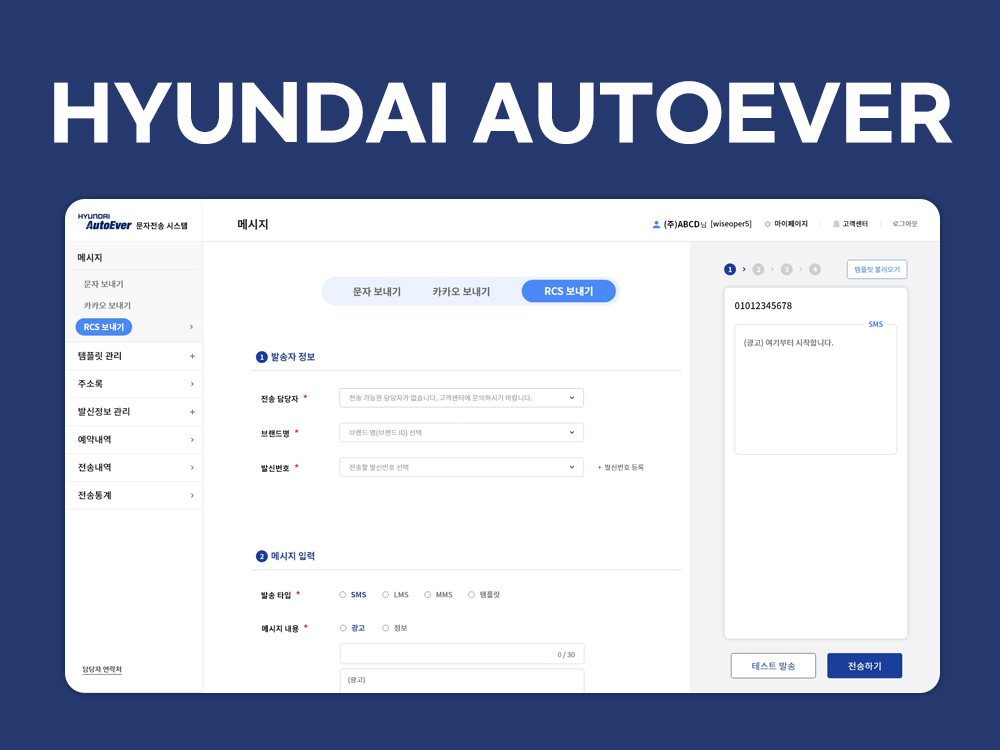 HYUNDAI AUTOEVER
HYUNDAI
AutoEver 문자전송 시스템
메시지
(주)ABCD님 [wiseoper5]
마이페이지
고객센터
로그아웃
메시지
문자 보내기
카카오 보내기
RCS 보내기 >
템플릿 관리 +
주소록 >
발신정보 관리 +
예약내역 >
전송내역 >
전송통계 >
담당자 연락처
문자 보내기 카카오 보내기 RCS 보내기
1 발송자 정보
전송 담당자 * 전송 가능한 담당자가 없습니다. 고객센터에 문의하시기 바랍니다.
브랜드명 * 브랜드 명(브랜드 ID) 선택
발신번호 * 전송할 발신번호 선택 + 발신번호 등록
2 메시지 입력
발송 타입 * SMS LMS MMS 템플릿
메시지 내용 * 광고 정보
0 / 30
(광고)
1 > 2 > 3 > 4 템플릿 불러오기
01012345678
SMS
(광고) 여기부터 시작합니다.
테스트 발송 전송하기